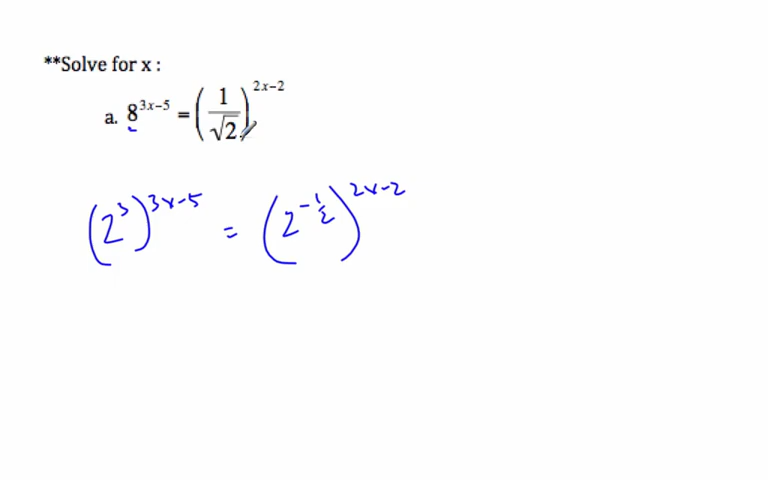 **Solve for x :
a. 8^{3x−5} = (1/√2)^{2x−2}
(2^3)^{3x-5} = (2^{-1/2})^{2x-2}